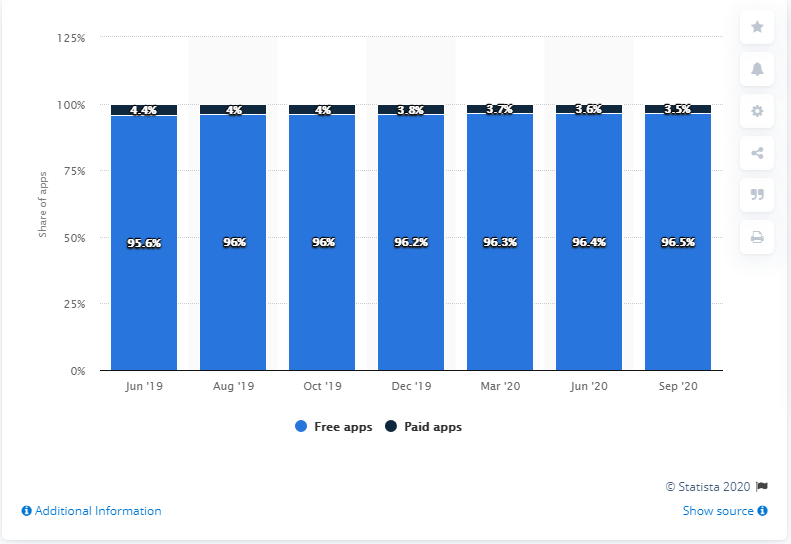 125%
100%
75%
50%
25%
0%
Share of apps
4.4% 4% 4% 3.8% 3.7% 3.6% 3.5%
95.6% 96% 96% 96.2% 96.3% 96.4% 96.5%
Jun '19 Aug '19 Oct '19 Dec '19 Mar '20 Jun '20 Sep '20
Free apps Paid apps
© Statista 2020
Additional Information Show source